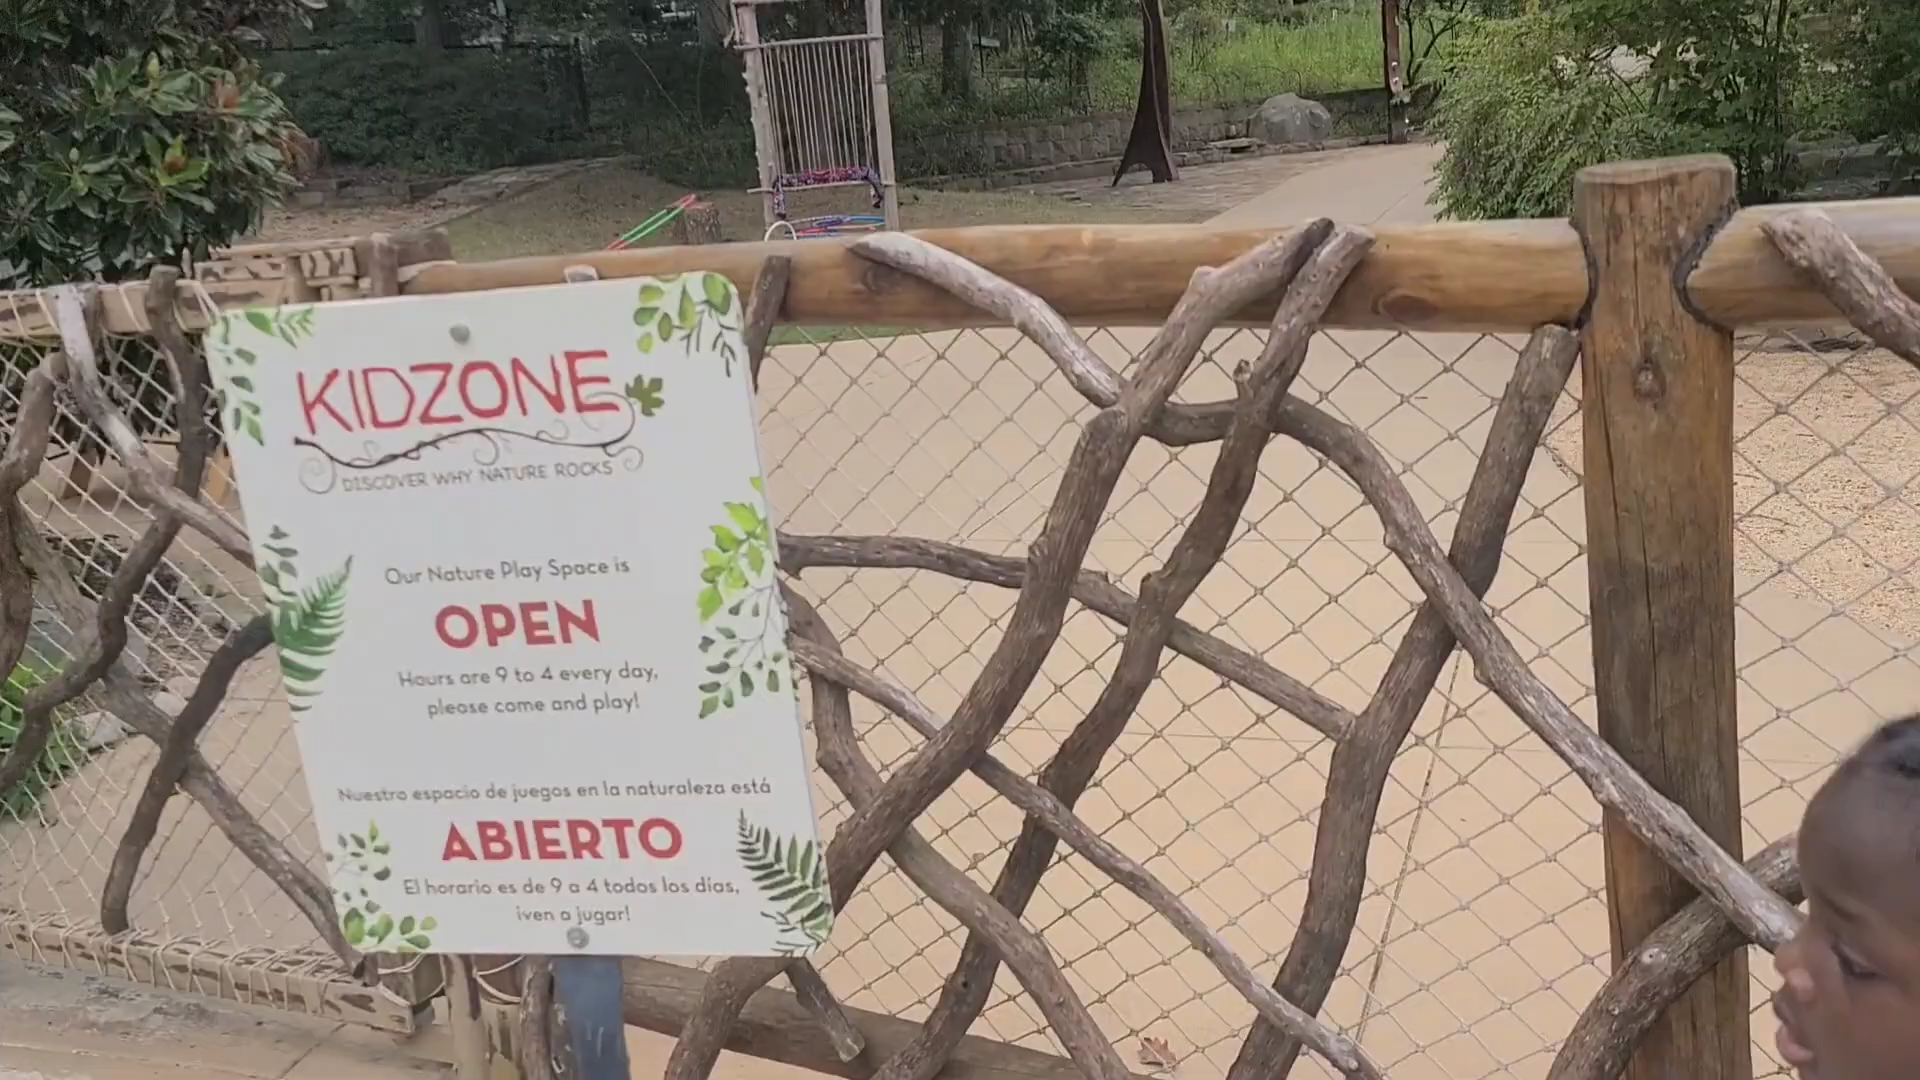 KIDZONE
DISCOVER WHY NATURE ROCKS
Our Nature Play Space is
OPEN
Hours are 9 to 4 every day,
please come and play!
Nuestro espacio de juegos en la naturaleza está
ABIERTO
El horario es de 9 a 4 todos los días,
¡ven a jugar!